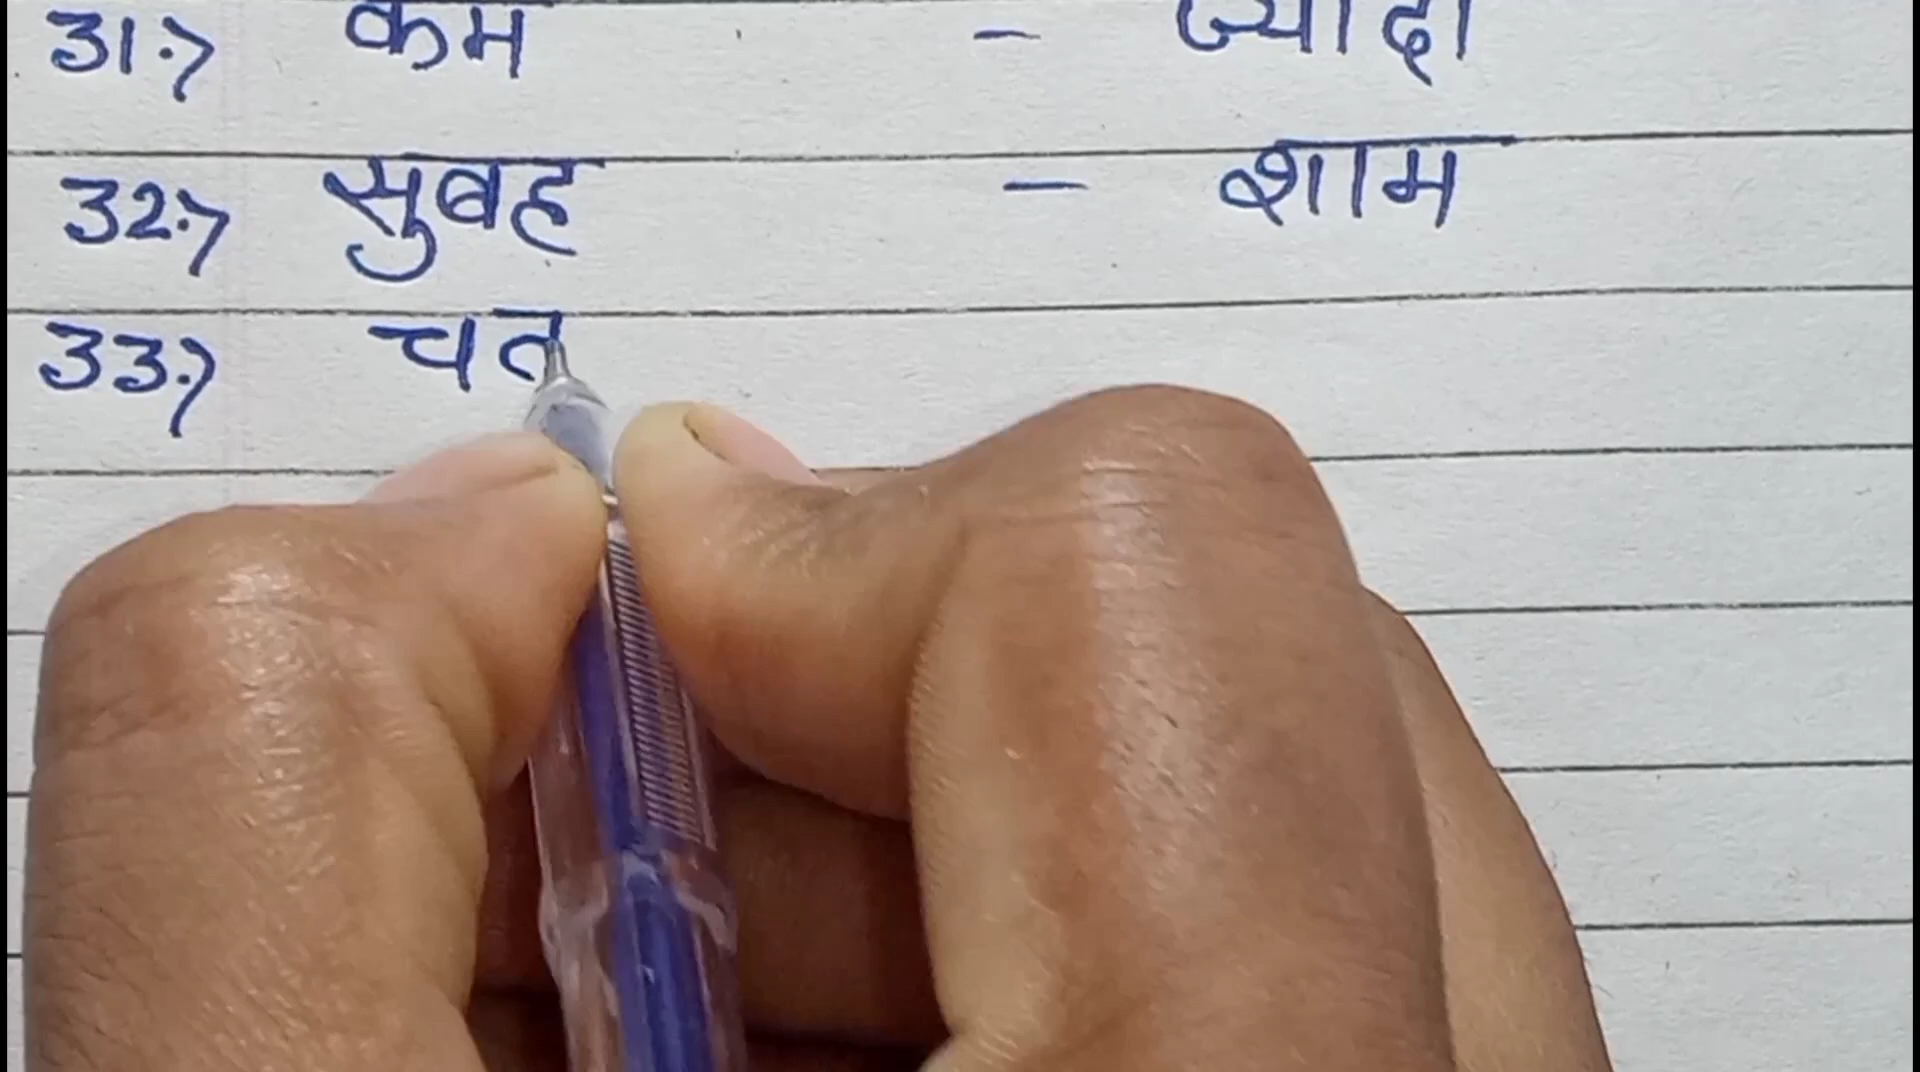 31:> कम - ज्यादा
32:> सुबह - शाम
33:> चत